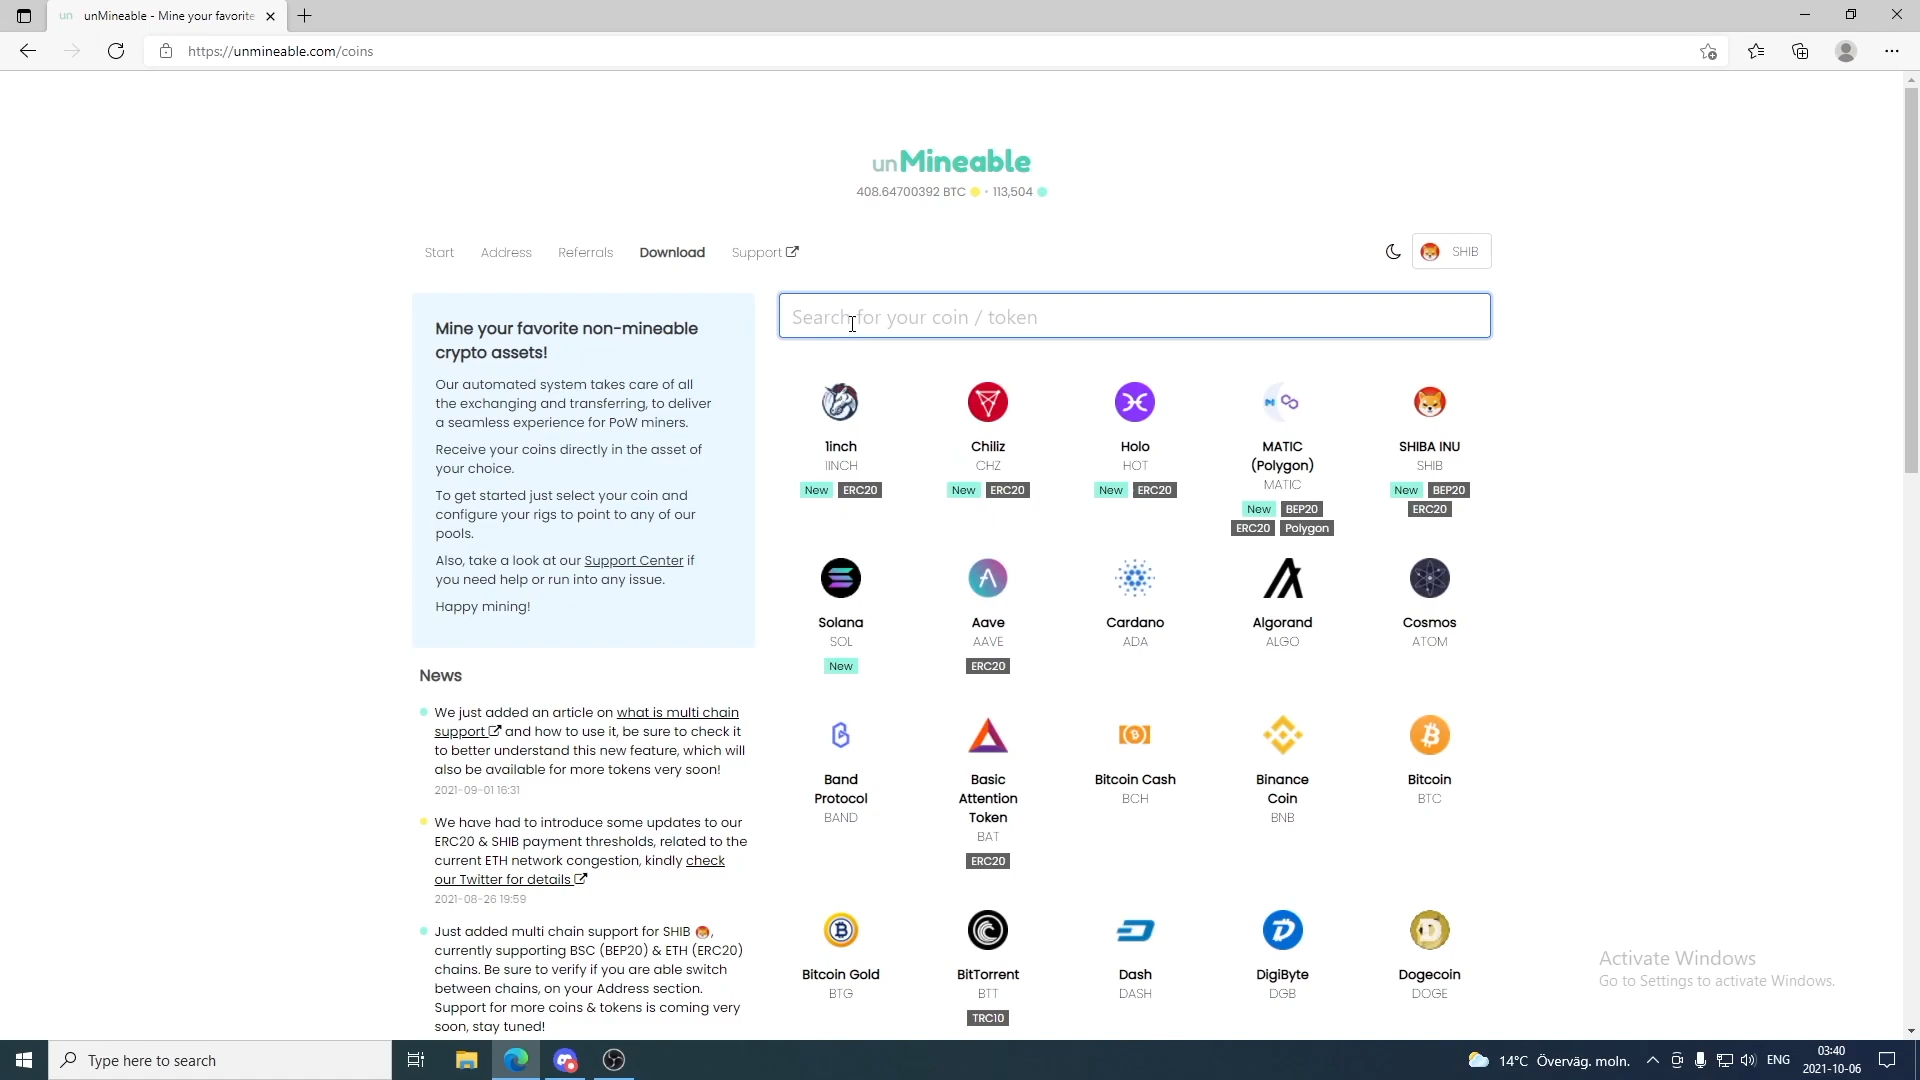 unMineable - Mine your favorite
https://unmineable.com/coins
unMineable
408.64700392 BTC • 113,504
Start Address Referrals Download Support
SHIB
Mine your favorite non-mineable
crypto assets!
Our automated system takes care of all
the exchanging and transferring, to deliver
a seamless experience for PoW miners.
Receive your coins directly in the asset of
your choice.
To get started just select your coin and
configure your rigs to point to any of our
pools.
Also, take a look at our Support Center if
you need help or run into any issue.
Happy mining!
News
We just added an article on what is multi chain
support and how to use it, be sure to check it
to better understand this new feature, which will
also be available for more tokens very soon!
2021-09-01 16:31
We have had to introduce some updates to our
ERC20 & SHIB payment thresholds, related to the
current ETH network congestion, kindly check
our Twitter for details
2021-08-26 19:59
Just added multi chain support for SHIB ,
currently supporting BSC (BEP20) & ETH (ERC20)
chains. Be sure to verify if you are able switch
between chains, on your Address section.
Support for more coins & tokens is coming very
soon, stay tuned!
Search for your coin / token
1inch
1INCH
New ERC20
Chiliz
CHZ
New ERC20
Holo
HOT
New ERC20
MATIC
(Polygon)
MATIC
New BEP20
ERC20 Polygon
SHIBA INU
SHIB
New BEP20
ERC20
Solana
SOL
New
Aave
AAVE
ERC20
Cardano
ADA
Algorand
ALGO
Cosmos
ATOM
Band
Protocol
BAND
Basic
Attention
Token
BAT
ERC20
Bitcoin Cash
BCH
Binance
Coin
BNB
Bitcoin
BTC
Bitcoin Gold
BTG
BitTorrent
BTT
TRC10
Dash
DASH
DigiByte
DGB
Dogecoin
DOGE
Activate Windows
Go to Settings to activate Windows.
Type here to search
14°C Överväg. moln.
ENG
03:40
2021-10-06